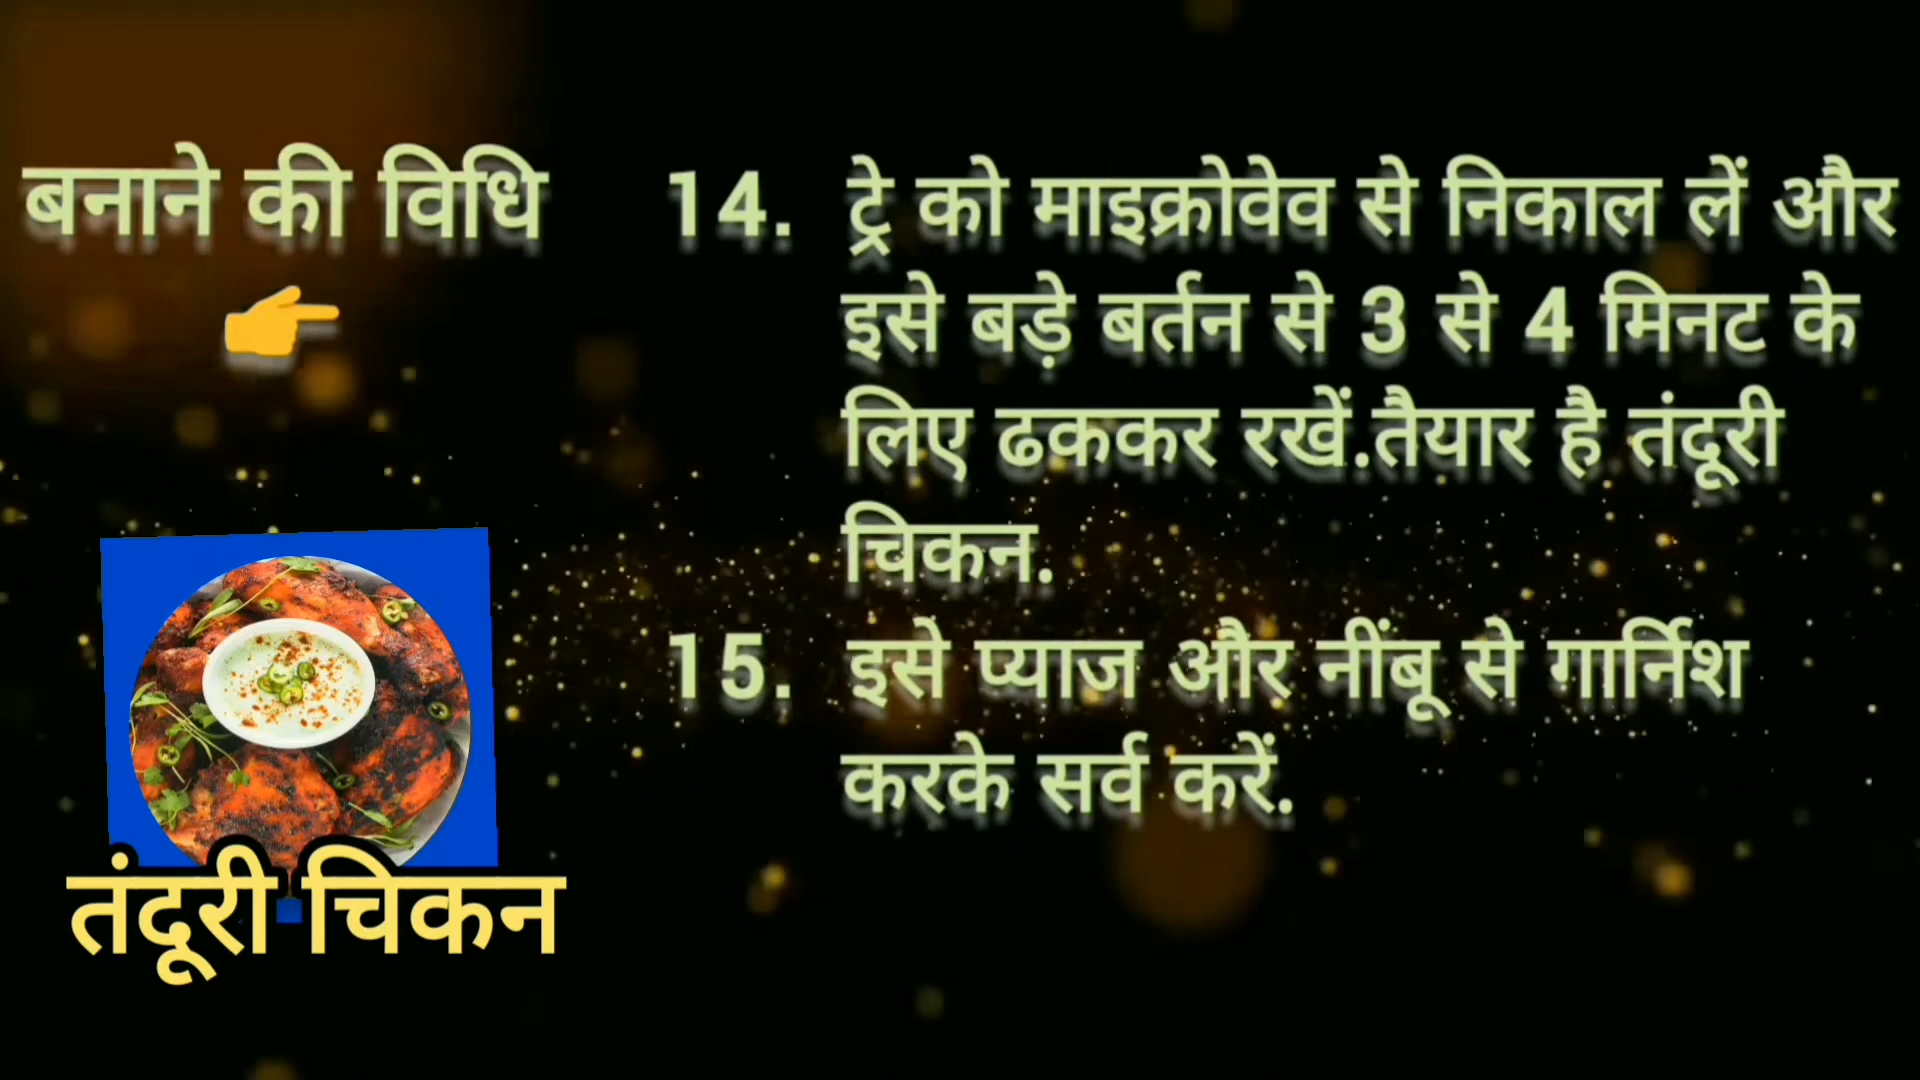 बनाने की विधि
👉
14. ट्रे को माइक्रोवेव से निकाल लें और
इसे बड़े बर्तन से 3 से 4 मिनट के
लिए ढककर रखें.तैयार है तंदूरी
चिकन.
15. इसे प्याज और नींबू से गार्निश
करके सर्व करें.
तंदूरी चिकन